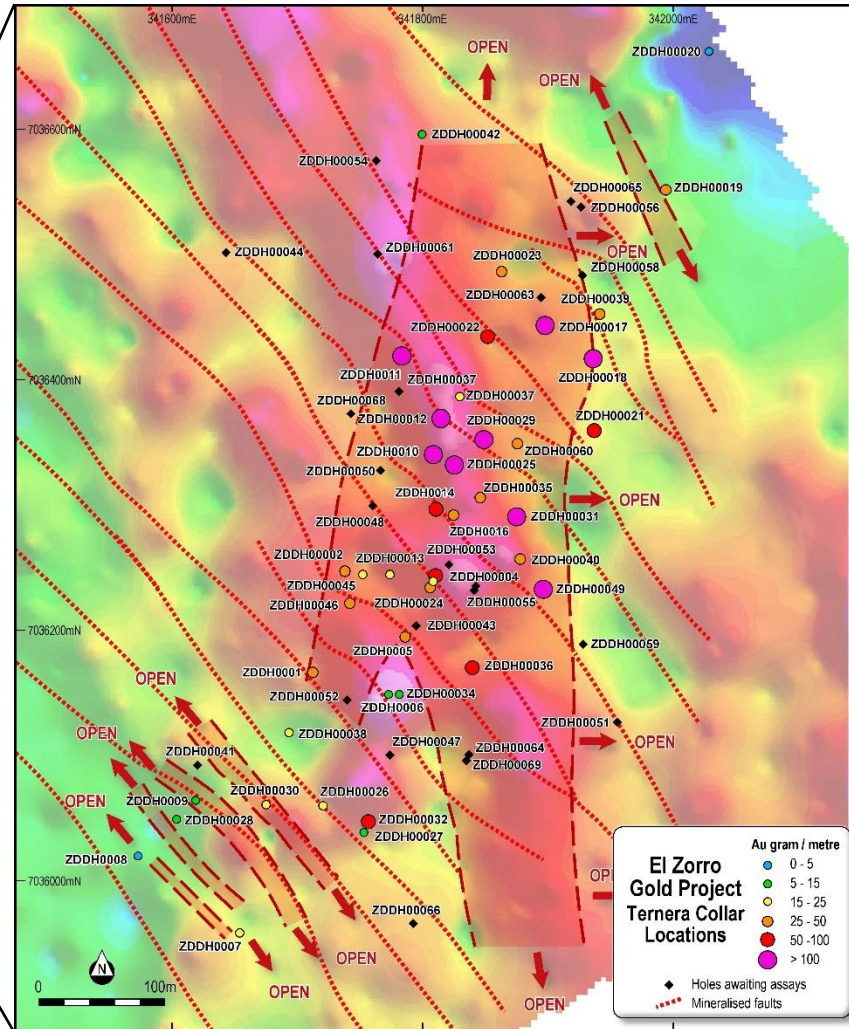 341600mE
341800mE
342000mE
OPEN
ZDDH00020
OPEN
7036600mN
ZDDH00042
ZDDH00054
ZDDH00065
ZDDH00019
ZDDH00056
ZDDH00044
ZDDH00061
OPEN
ZDDH00023
ZDDH00058
ZDDH00063
ZDDH00039
ZDDH00022
ZDDH00017
7036400mN
ZDDH0011
ZDDH00037
ZDDH00018
ZDDH00037
ZDDH00068
ZDDH00012
ZDDH00029
ZDDH00021
ZDDH00060
ZDDH0010
ZDDH00025
ZDDH00050
ZDDH0014
ZDDH00035
OPEN
ZDDH00048
ZDDH00031
ZDDH0016
ZDDH00002
ZDDH00013
ZDDH00053
ZDDH00040
ZDDH00004
ZDDH00045
ZDDH00049
ZDDH00046
ZDDH00024
ZDDH00055
7036200mN
ZDDH00043
ZDDH0005
ZDDH00059
ZDDH0001
ZDDH00036
ZDDH00052
ZDDH00034
ZDDH0006
OPEN
ZDDH00051
ZDDH00038
OPEN
OPEN
ZDDH00047
ZDDH00064
ZDDH00041
ZDDH00069
OPEN
ZDDH0009
ZDDH00030
ZDDH00026
ZDDH00028
ZDDH00032
ZDDH00027
ZDDH0008
7036000mN
OPEN
ZDDH00066
ZDDH0007
OPEN
OPEN
OPEN
N
0
100m
El Zorro
Gold Project
Ternera Collar
Locations
Au gram / metre
0 - 5
5 - 15
15 - 25
25 - 50
50 -100
> 100
Holes awaiting assays
Mineralised faults